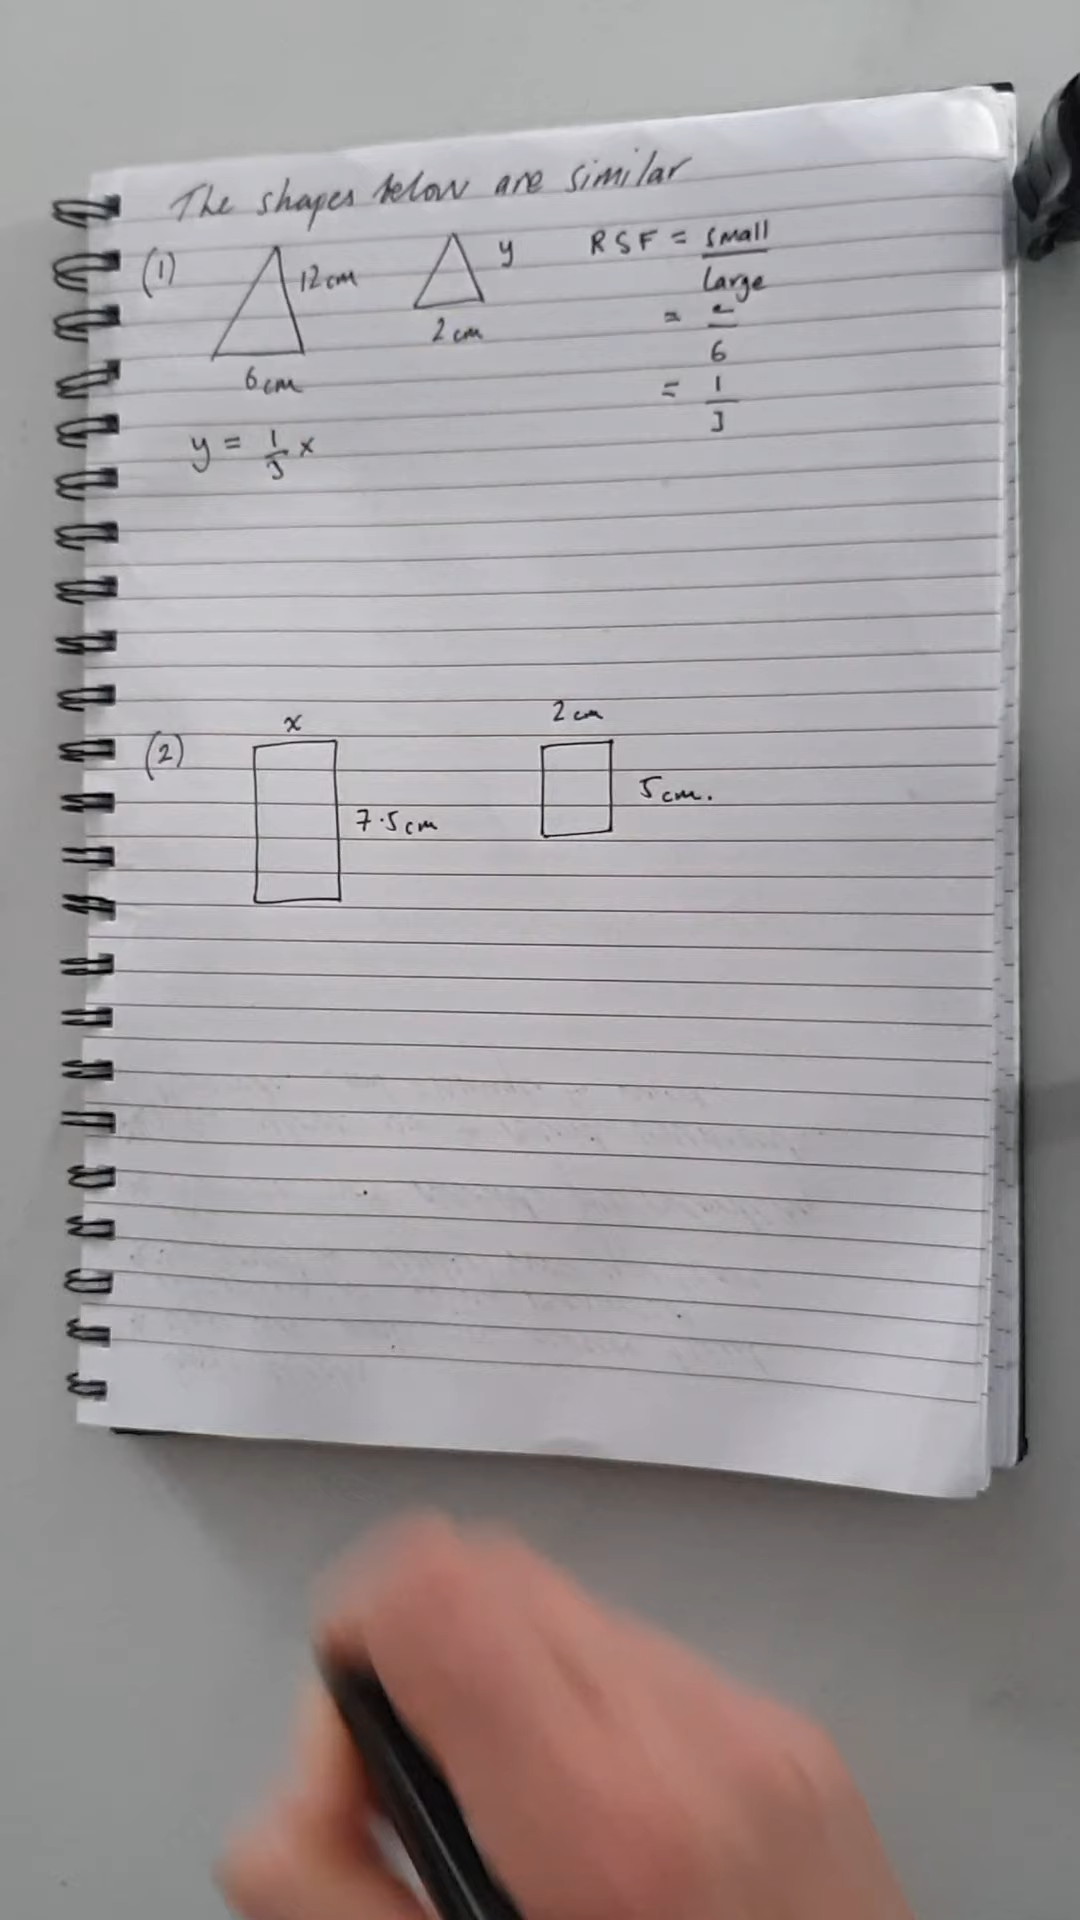 The shapes below are similar
(1) 12cm y RSF = small
large
2cm = 2
6
6cm = 1
3
y = 1/3 x
(2) x 2cm
7.5cm 5cm.